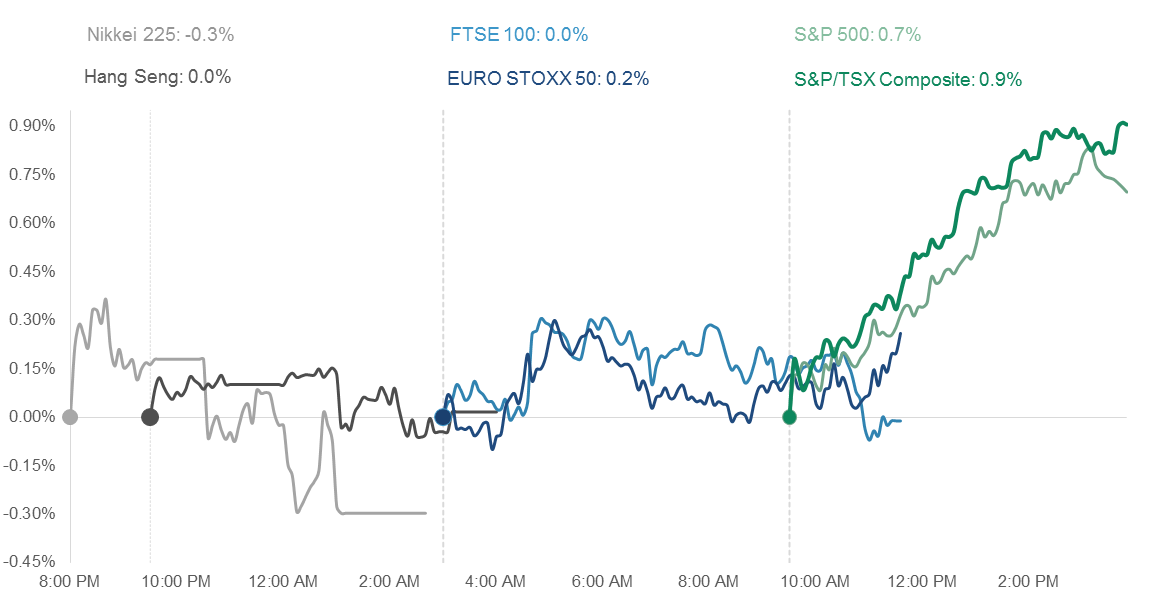 Nikkei 225: -0.3%
FTSE 100: 0.0%
S&P 500: 0.7%
Hang Seng: 0.0%
EURO STOXX 50: 0.2%
S&P/TSX Composite: 0.9%
0.90%
0.75%
0.60%
0.45%
0.30%
0.15%
0.00%
-0.15%
-0.30%
-0.45%
8:00 PM
10:00 PM
12:00 AM
2:00 AM
4:00 AM
6:00 AM
8:00 AM
10:00 AM
12:00 PM
2:00 PM